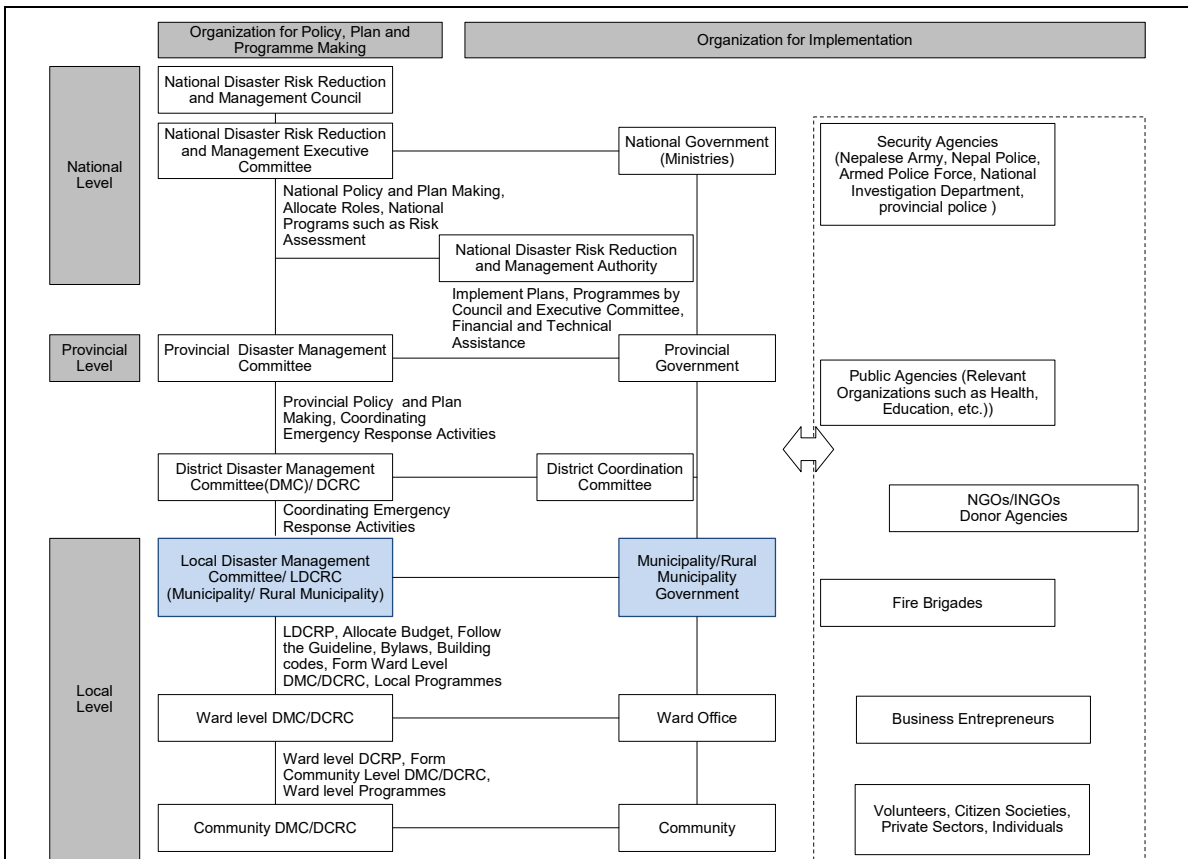 Organization for Policy, Plan and
Programme Making
Organization for Implementation
National
Level
National Disaster Risk Reduction
and Management Council
National Disaster Risk Reduction
and Management Executive
Committee
National Government
(Ministries)
Security Agencies
(Nepalese Army, Nepal Police,
Armed Police Force, National
Investigation Department,
provincial police )
National Policy and Plan Making,
Allocate Roles, National
Programs such as Risk
Assessment
National Disaster Risk Reduction
and Management Authority
Implement Plans, Programmes by
Council and Executive Committee,
Financial and Technical
Assistance
Provincial
Level
Provincial Disaster Management
Committee
Provincial
Government
Public Agencies (Relevant
Organizations such as Health,
Education, etc.))
Provincial Policy and Plan
Making, Coordinating
Emergency Response Activities
District Disaster Management
Committee(DMC)/ DCRC
District Coordination
Committee
NGOs/INGOs
Donor Agencies
Coordinating Emergency
Response Activities
Local
Level
Local Disaster Management
Committee/ LDCRC
(Municipality/ Rural Municipality)
Municipality/Rural
Municipality
Government
Fire Brigades
LDCRP, Allocate Budget, Follow
the Guideline, Bylaws, Building
codes, Form Ward Level
DMC/DCRC, Local Programmes
Ward level DMC/DCRC
Ward Office
Business Entrepreneurs
Ward level DCRP, Form
Community Level DMC/DCRC,
Ward level Programmes
Community DMC/DCRC
Community
Volunteers, Citizen Societies,
Private Sectors, Individuals